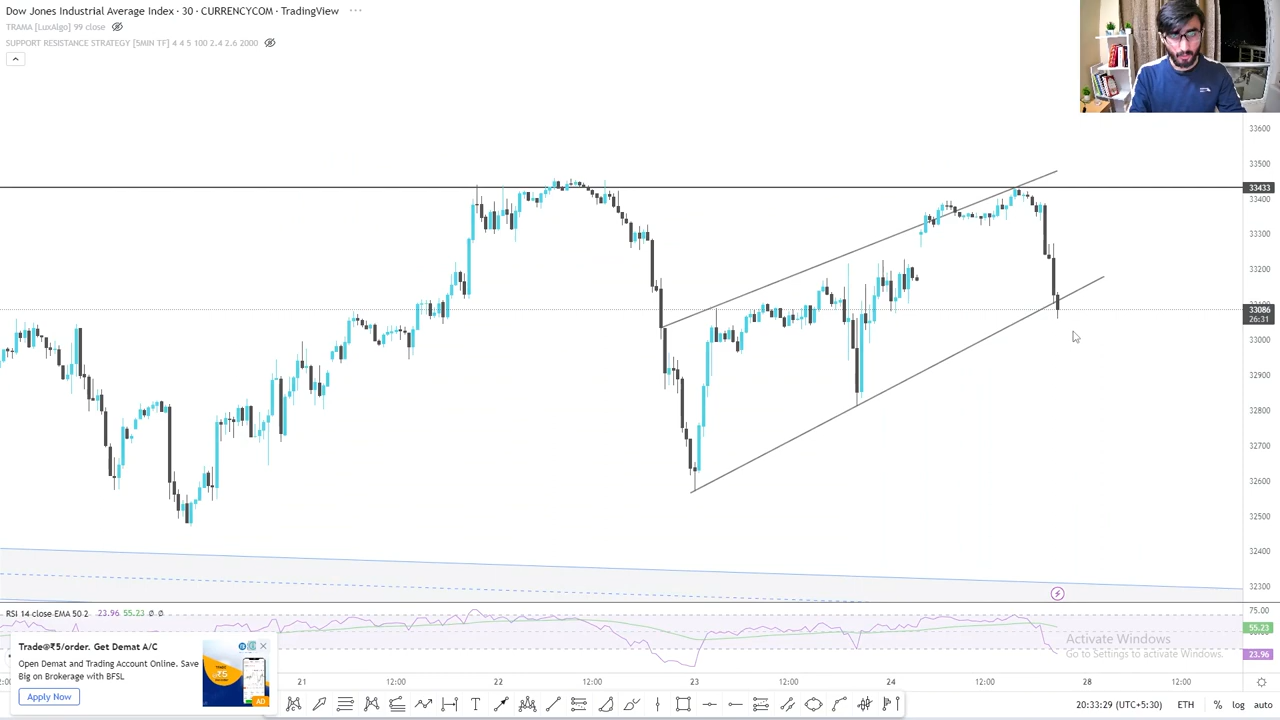 Dow Jones Industrial Average Index · 30 · CURRENCYCOM · TradingView ···
TRAMA [LuxAlgo] 99 close
SUPPORT RESISTANCE STRATEGY [5MIN TF] 4 4 5 100 2.4 2.6 2000
33600
33500
33433
33400
33300
33200
33086
26:31
33000
32900
32800
32700
32600
32500
32400
32300
RSI 14 close EMA 50 2 23.96 55.23 Ø Ø
75.00
55.23
23.96
Trade@₹5/order. Get Demat A/C
Open Demat and Trading Account Online. Save
Big on Brokerage with BFSL
Apply Now
AD
Activate Windows
Go to Settings to activate Windows.
21 12:00 22 12:00 23 12:00 24 12:00 28 12:00
20:33:29 (UTC+5:30) ETH % log auto